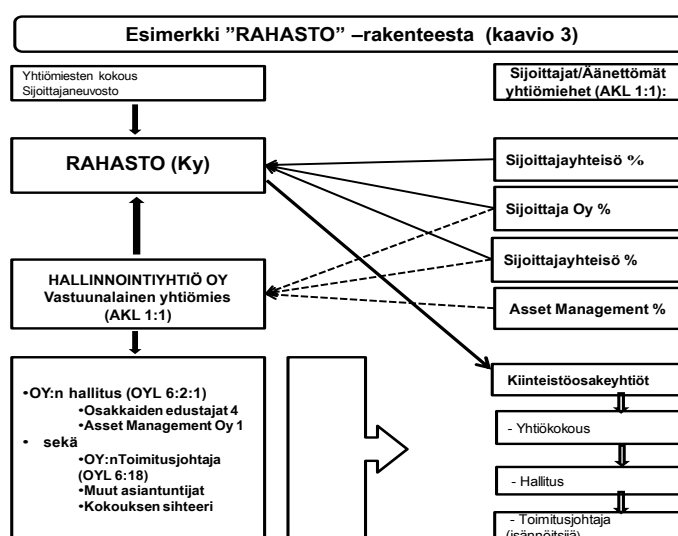 Esimerkki ”RAHASTO” –rakenteesta (kaavio 3)
Yhtiömiesten kokous
Sijoittajaneuvosto
RAHASTO (Ky)
HALLINNOINTIYHTIÖ OY
Vastuunalainen yhtiömies
(AKL 1:1)
•OY:n hallitus (OYL 6:2:1)
•Osakkaiden edustajat 4
•Asset Management Oy 1
• sekä
•OY:nToimitusjohtaja
(OYL 6:18)
•Muut asiantuntijat
•Kokouksen sihteeri
Sijoittajat/Äänettömät
yhtiömiehet (AKL 1:1):
Sijoittajayhteisö %
Sijoittaja Oy %
Sijoittajayhteisö %
Asset Management %
Kiinteistöosakeyhtiöt
- Yhtiökokous
- Hallitus
- Toimitusjohtaja
(isännöitsijä)